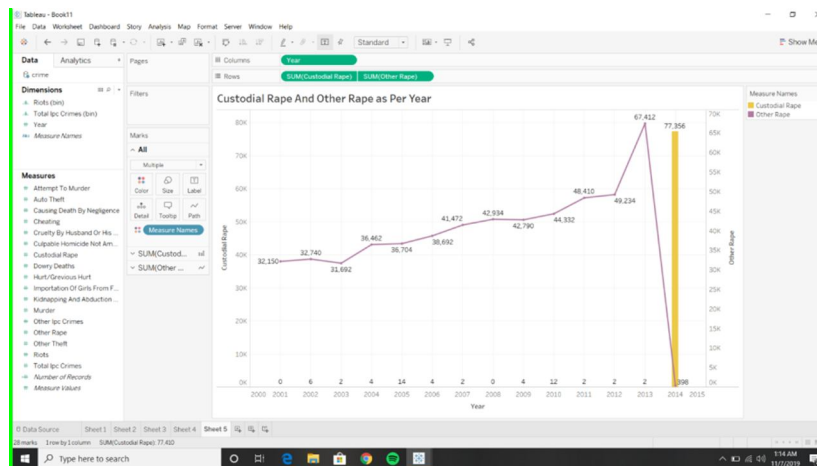 Tableau - Book11
File Data Worksheet Dashboard Story Analysis Map Format Server Window Help
Standard
Show Me
Data Analytics
crime
Dimensions
Riots (bin)
Total Ipc Crimes (bin)
Year
Measure Names
Measures
Attempt To Murder
Auto Theft
Causing Death By Negligence
Cheating
Cruelty By Husband Or His ...
Culpable Homicide Not Am...
Custodial Rape
Dowry Deaths
Hurt/Grevious Hurt
Importation Of Girls From F...
Kidnapping And Abduction ...
Murder
Other Ipc Crimes
Other Rape
Other Theft
Riots
Total Ipc Crimes
Number of Records
Measure Values
Pages
Filters
Marks
All
Multiple
Color Size Label
Detail Tooltip Path
Measure Names
SUM(Custod...
SUM(Other ...
Columns Year
Rows SUM(Custodial Rape) SUM(Other Rape)
Custodial Rape And Other Rape as Per Year
80K
70K
60K
50K
40K
30K
20K
10K
0K
Custodial Rape
32,150 32,740 31,692 36,462 36,704 38,692 41,472 42,934 42,790 44,332 48,410 49,234 67,412 77,356
0 6 2 4 14 4 2 0 4 12 2 2 2 398
2000 2001 2002 2003 2004 2005 2006 2007 2008 2009 2010 2011 2012 2013 2014 2015
Year
70K
65K
60K
55K
50K
45K
40K
35K
30K
25K
20K
15K
10K
5K
0K
Other Rape
Measure Names
Custodial Rape
Other Rape
Data Source Sheet 1 Sheet 2 Sheet 3 Sheet 4 Sheet 5
28 marks 1 row by 1 column SUM(Custodial Rape): 77,410
Type here to search
1:14 AM
11/7/2019